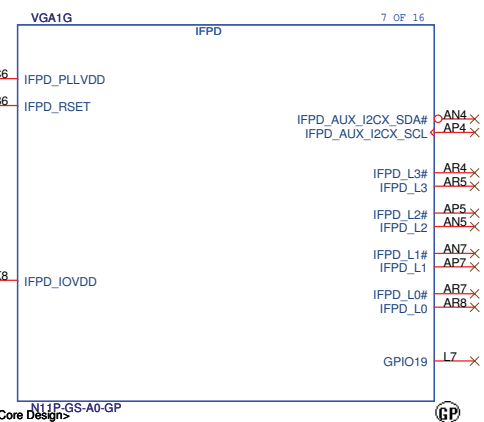 VGA1G 7 OF 16
IFPD
IFPD_PLLVDD
IFPD_RSET
IFPD_AUX_I2CX_SDA# AN4
IFPD_AUX_I2CX_SCL AP4
IFPD_L3# AR4
IFPD_L3 AR5
IFPD_L2# AP5
IFPD_L2 AN5
IFPD_L1# AN7
IFPD_L1 AP7
IFPD_IOVDD
IFPD_L0# AR7
IFPD_L0 AR8
GPIO19 L7
N11P-GS-A0-GP
Core Design>
GP